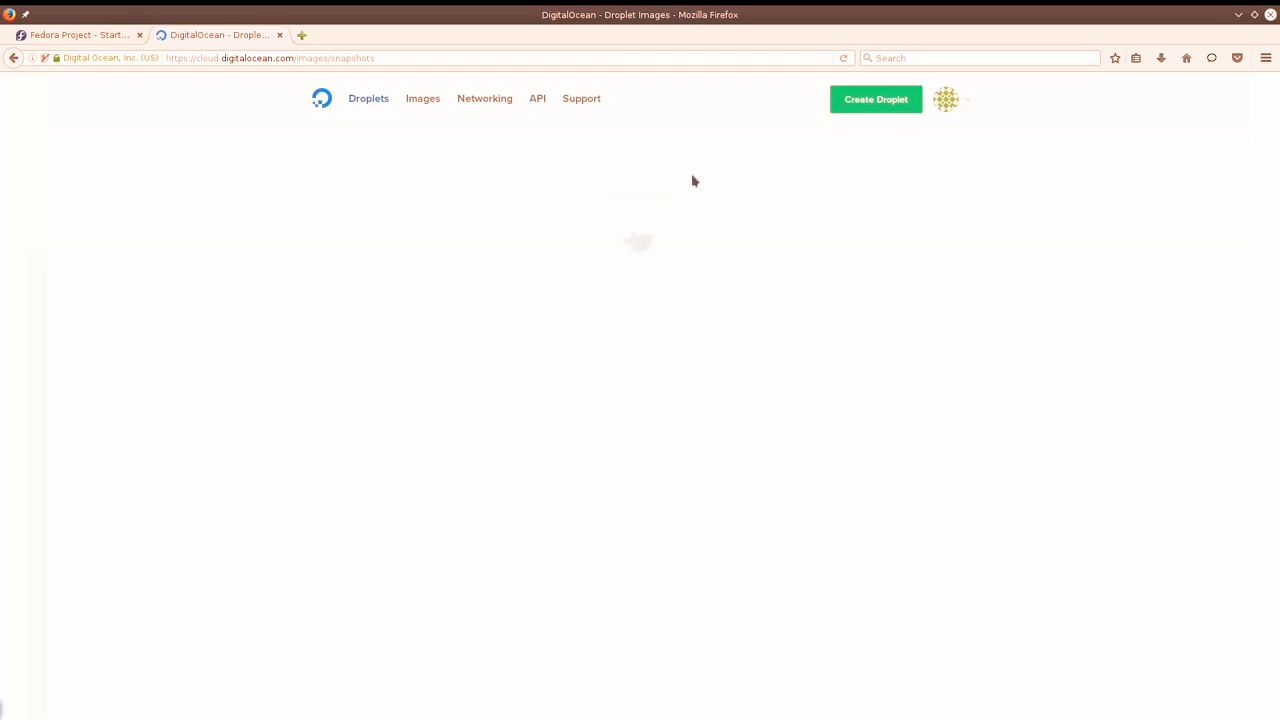 DigitalOcean - Droplet Images - Mozilla Firefox
Fedora Project - Start... DigitalOcean - Drople...
Digital Ocean, Inc. (US) https://cloud.digitalocean.com/images/snapshots Search
Droplets Images Networking API Support Create Droplet